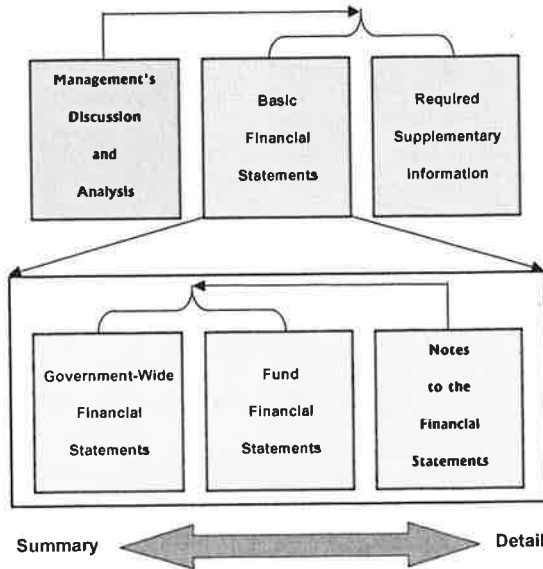 Management's
Discussion
and
Analysis
Basic
Financial
Statements
Required
Supplementary
Information
Government-Wide
Financial
Statements
Fund
Financial
Statements
Notes
to the
Financial
Statements
Summary
Detail